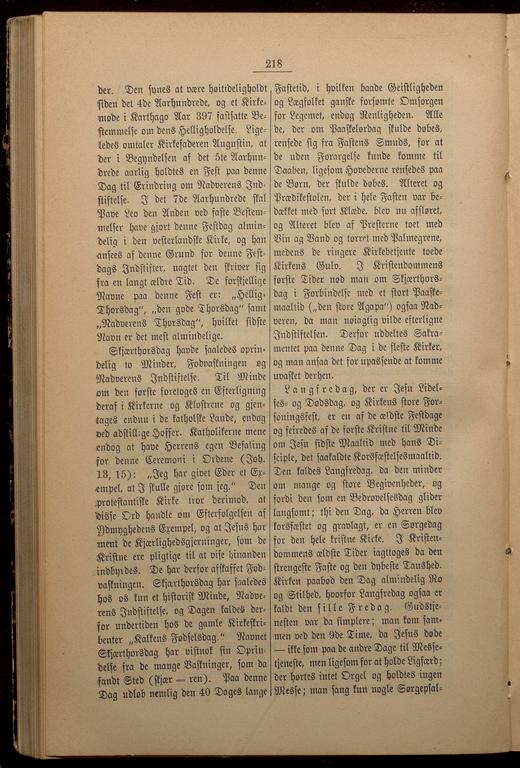 218
der. Den synes at være høitideligholdt
siden det 4de Aarhundrede, og et Kirke-
møde i Karthago Aar 397 fastsatte Be-
stemmelse om dens Helligholdelse. Lige-
ledes omtaler Kirkefaderen Augustin, at
der i Begyndelsen af det 5te Aarhun-
drede aarlig holdtes en Fest paa denne
Dag til Erindring om Nadverens Ind-
stiftelse. I det 7de Aarhundrede skal
Pave Leo den Anden ved faste Bestem-
melser have gjort denne Festdag almin-
delig i den vesterlandske Kirke, og han
ansees af denne Grund for denne Fest-
dags Indstifter, uagtet den skriver sig
fra en langt ældre Tid. De forskjellige
Navne paa denne Fest er: „Hellig-
Thorsdag“, „den gode Thorsdag“ samt
„Nadverens Thorsdag“, hvilket sidste
Navn er det mest almindelige.
Skjærthorsdag havde saaledes oprin-
delig to Minder, Fodvaskningen og
Nadverens Indstiftelse. Til Minde
om den første foretoges en Efterligning
deraf i Kirkerne og Klostrene og gjen-
tages endnu i de katholske Lande, endog
ved adskillige Hoffer. Katholikerne mene
endog at have Herrens egen Befaling
for denne Ceremoni i Ordene (Joh.
13, 15): „Jeg har givet Eder et Ex-
empel, at I skulle gjøre som jeg.“ Den
protestantiske Kirke tror derimod, at
disse Ord handle om Efterfølgelsen af
Ydmyghedens Exempel, og at Jesus har
ment de Kjærlighedsgjerninger, som de
Kristne ere pligtige til at vise hinanden
indbyrdes. De har derfor afskaffet Fod-
vaskningen. Skjærthorsdag har saaledes
hos os kun et historisk Minde, Nadve-
rens Indstiftelse, og Dagen kaldes der-
for undertiden hos de gamle Kirkeskri-
benter „Kalkens Fødselsdag.“ Navnet
Skjærthorsdag har vistnok sin Oprin-
delse fra de mange Vaskninger, som da
fandt Sted (skjær = ren). Paa denne
Dag udløb nemlig den 40 Dages lange
Fastetid, i hvilken baade Geistligheden
og Lægfolket ganske forsømte Omsorgen
for Legemet, endog Renligheden. Alle
de, der om Paaskelørdag skulde døbes,
rensede sig fra Fastens Smuds, for at
de uden Forargelse kunde komme til
Daaben, ligesom Hovederne rensedes paa
de Børn, der skulde døbes. Alteret og
Prædikestolen, der i hele Fasten var be-
dækket med sort Klæde, blev nu afsløret,
og Alteret blev af Presterne toet med
Vin og Vand og tørret med Palmegrene,
medens de ringere Kirkebetjente toede
Kirkens Gulv. I Kristendommens
første Tider nød man om Skjærthors-
dag i Forbindelse med et stort Paaske-
maaltid („den store Agapa“) ogsaa Nad-
veren, da man nøiagtig vilde efterligne
Indstiftelsen. Derfor uddeltes Sakra-
mentet paa denne Dag i de fleste Kirker,
og man ansaa det for upassende at komme
uvasket derhen.
Langfredag, der er Jesu Lidel-
ses- og Dødsdag, og Kirkens store For-
soningsfest, er en af de ældste Festdage
og feiredes af de første Kristne til Minde
om Jesu sidste Maaltid med hans Di-
sciple, det saakaldte Korsfæstelsesmaaltid.
Den kaldes Langfredag, da den minder
om mange og store Begivenheder, og
fordi den som en Bedrøvelsesdag glider
langsomt; thi den Dag, da Herren blev
korsfæstet og gravlagt, er en Sørgedag
for den hele kristne Kirke. I Kristen-
dommens ældste Tider iagttoges da den
strengeste Faste og den dybeste Taushed.
Kirken paabød den Dag almindelig Ro
og Stilhed, hvorfor Langfredag ogsaa er
kaldt den stille Fredag. Gudstje-
nesten var da simplere; man kom sam-
men ved den 9de Time, da Jesus døde
— ikke som paa de andre Dage til Messe-
tjeneste, men ligesom for at holde Ligfærd;
der hørtes intet Orgel og holdtes ingen
Messe; man sang kun nogle Sørgepsal-